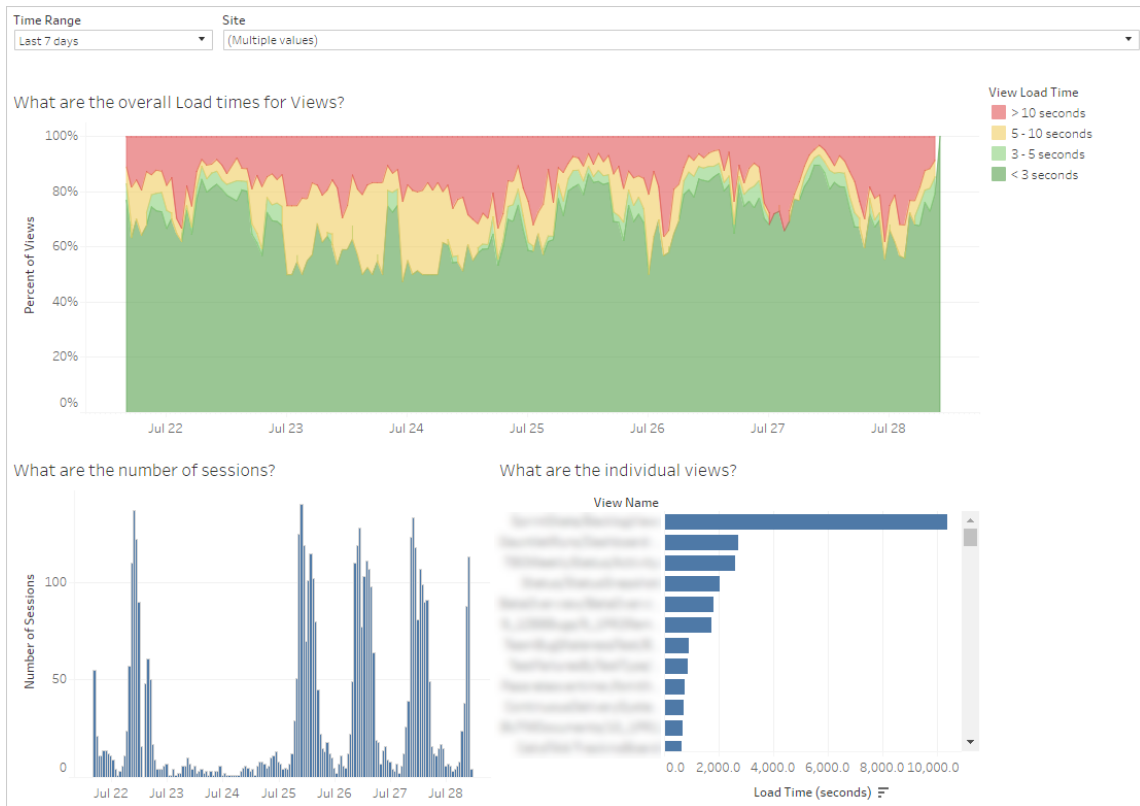 Time Range
Site
Last 7 days
(Multiple values)
What are the overall Load times for Views?
View Load Time
> 10 seconds
5 - 10 seconds
3 - 5 seconds
< 3 seconds
Percent of Views
100%
80%
60%
40%
20%
0%
Jul 22 Jul 23 Jul 24 Jul 25 Jul 26 Jul 27 Jul 28
What are the number of sessions?
Number of Sessions
100
50
0
Jul 22 Jul 23 Jul 24 Jul 25 Jul 26 Jul 27 Jul 28
What are the individual views?
View Name
0.0 2,000.0 4,000.0 6,000.0 8,000.0 10,000.0
Load Time (seconds)